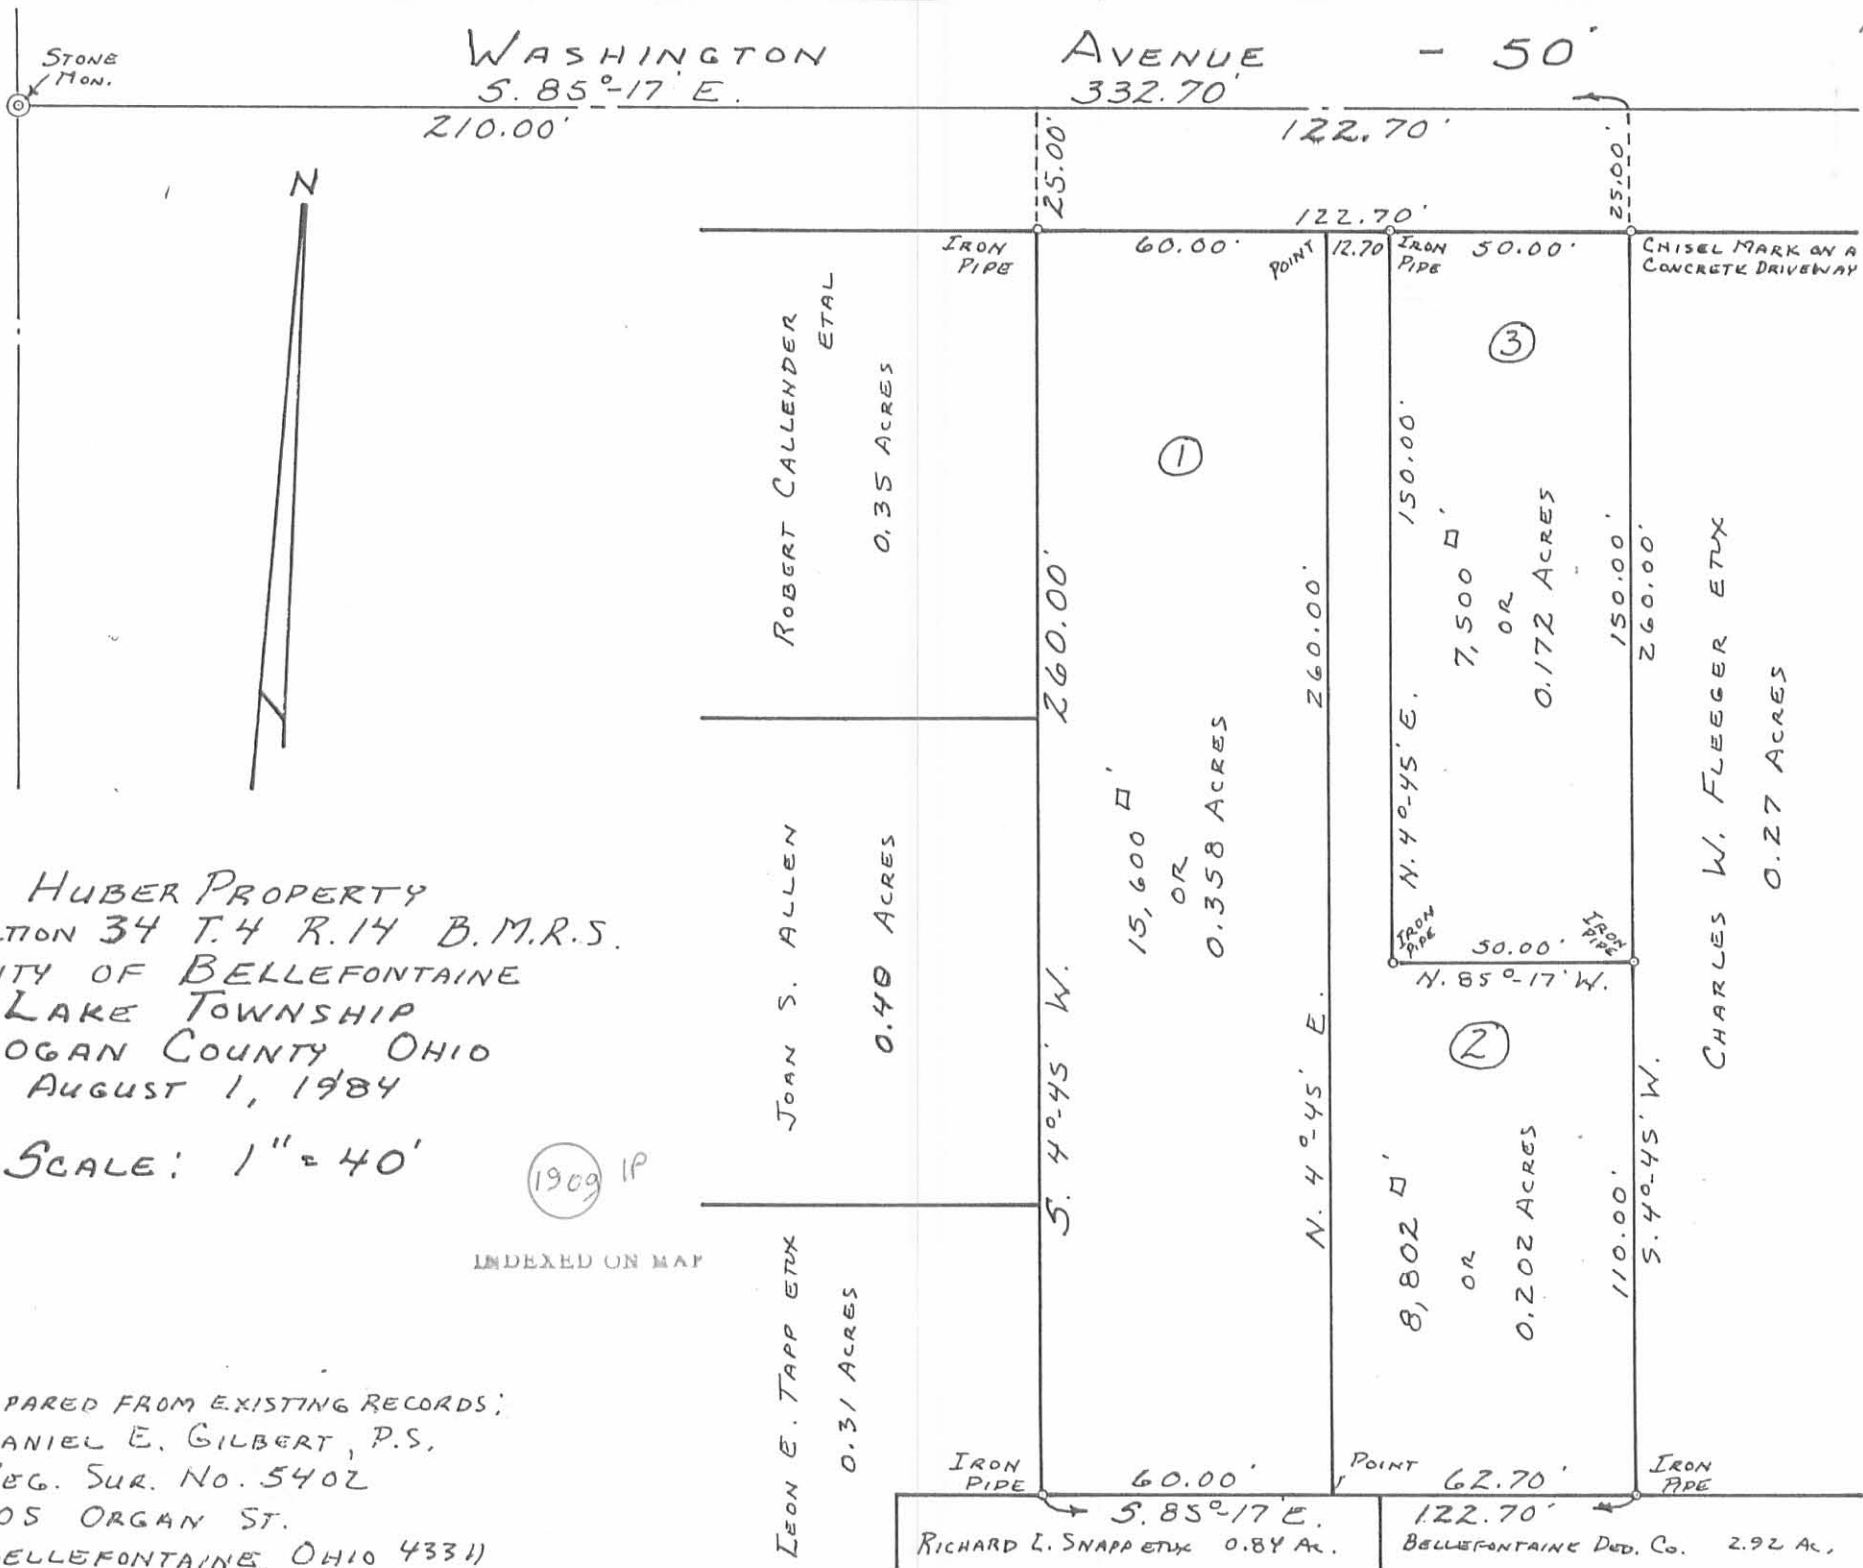 STONE
MON.
WASHINGTON AVENUE - 50'
S. 85°-17' E. 332.70'
210.00' 122.70'
25.00'
25.00'
N
122.70'
IRON
PIPE
60.00'
POINT
12.70
IRON
PIPE
50.00'
CHISEL MARK ON A
CONCRETE DRIVEWAY
ROBERT CALLENDER
ETAL
0.35 ACRES
JOAN S. ALLEN
0.40 ACRES
LEON E. TAPP ETUX
0.31 ACRES
S. 4°-45' W. 260.00'
1
15,600 □'
OR
0.358 ACRES
N. 4°-45' E. 260.00'
3
N. 4°-45' E. 150.00'
7,500 □'
OR
0.172 ACRES
150.00'
260.00'
IRON
PIPE
50.00'
IRON
PIPE
N. 85°-17' W.
2
8,802 □'
OR
0.202 ACRES
110.00'
S. 4°-45' W.
CHARLES W. FLEEGER ETUX
0.27 ACRES
HUBER PROPERTY
TION 34 T.4 R.14 B.M.R.S.
ITY OF BELLEFONTAINE
LAKE TOWNSHIP
OGAN COUNTY, OHIO
AUGUST 1, 1984
SCALE: 1" = 40'
1909 IP
INDEXED ON MAP
PARED FROM EXISTING RECORDS:
ANIEL E. GILBERT, P.S.
EG. SUR. NO. 5402
05 ORGAN ST.
ELLEFONTAINE, OHIO 43311
IRON
PIPE
60.00'
POINT
62.70'
IRON
PIPE
S. 85°-17' E. 122.70'
RICHARD L. SNAPP ETUX 0.84 AC.
BELLEFONTAINE DED. CO. 2.92 AC.